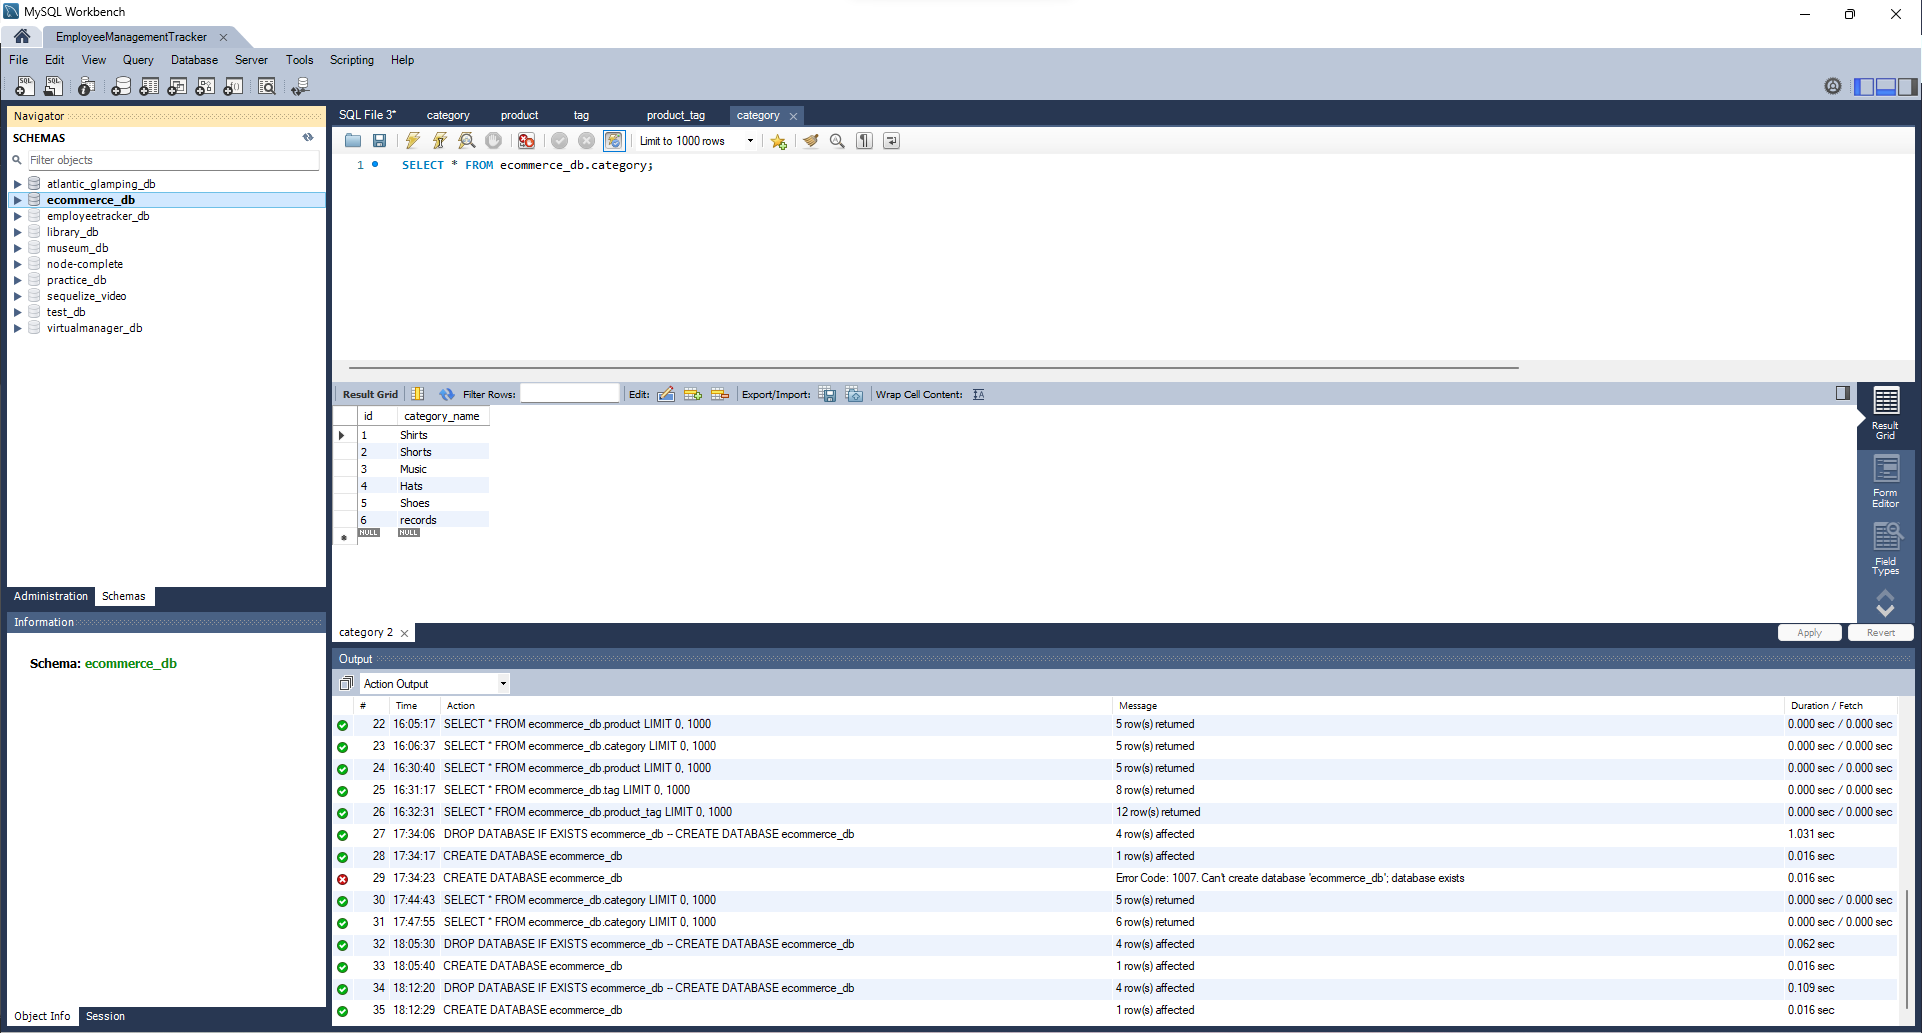 MySQL Workbench
EmployeeManagementTracker
File Edit View Query Database Server Tools Scripting Help
Navigator
SCHEMAS
Filter objects
atlantic_glamping_db
ecommerce_db
employeetracker_db
library_db
museum_db
node-complete
practice_db
sequelize_video
test_db
virtualmanager_db
Administration Schemas
Information
Schema: ecommerce_db
Object Info Session
SQL File 3* category product tag product_tag category
Limit to 1000 rows
1 SELECT * FROM ecommerce_db.category;
Result Grid Filter Rows: Edit: Export/Import: Wrap Cell Content:
id category_name
1 Shirts
2 Shorts
3 Music
4 Hats
5 Shoes
6 records
NULL NULL
Result
Grid
Form
Editor
Field
Types
category 2
Apply Revert
Output
Action Output
# Time Action Message Duration / Fetch
22 16:05:17 SELECT * FROM ecommerce_db.product LIMIT 0, 1000 5 row(s) returned 0.000 sec / 0.000 sec
23 16:06:37 SELECT * FROM ecommerce_db.category LIMIT 0, 1000 5 row(s) returned 0.000 sec / 0.000 sec
24 16:30:40 SELECT * FROM ecommerce_db.product LIMIT 0, 1000 5 row(s) returned 0.000 sec / 0.000 sec
25 16:31:17 SELECT * FROM ecommerce_db.tag LIMIT 0, 1000 8 row(s) returned 0.000 sec / 0.000 sec
26 16:32:31 SELECT * FROM ecommerce_db.product_tag LIMIT 0, 1000 12 row(s) returned 0.000 sec / 0.000 sec
27 17:34:06 DROP DATABASE IF EXISTS ecommerce_db -- CREATE DATABASE ecommerce_db 4 row(s) affected 1.031 sec
28 17:34:17 CREATE DATABASE ecommerce_db 1 row(s) affected 0.016 sec
29 17:34:23 CREATE DATABASE ecommerce_db Error Code: 1007. Can't create database 'ecommerce_db'; database exists 0.016 sec
30 17:44:43 SELECT * FROM ecommerce_db.category LIMIT 0, 1000 5 row(s) returned 0.000 sec / 0.000 sec
31 17:47:55 SELECT * FROM ecommerce_db.category LIMIT 0, 1000 6 row(s) returned 0.000 sec / 0.000 sec
32 18:05:30 DROP DATABASE IF EXISTS ecommerce_db -- CREATE DATABASE ecommerce_db 4 row(s) affected 0.062 sec
33 18:05:40 CREATE DATABASE ecommerce_db 1 row(s) affected 0.016 sec
34 18:12:20 DROP DATABASE IF EXISTS ecommerce_db -- CREATE DATABASE ecommerce_db 4 row(s) affected 0.109 sec
35 18:12:29 CREATE DATABASE ecommerce_db 1 row(s) affected 0.016 sec